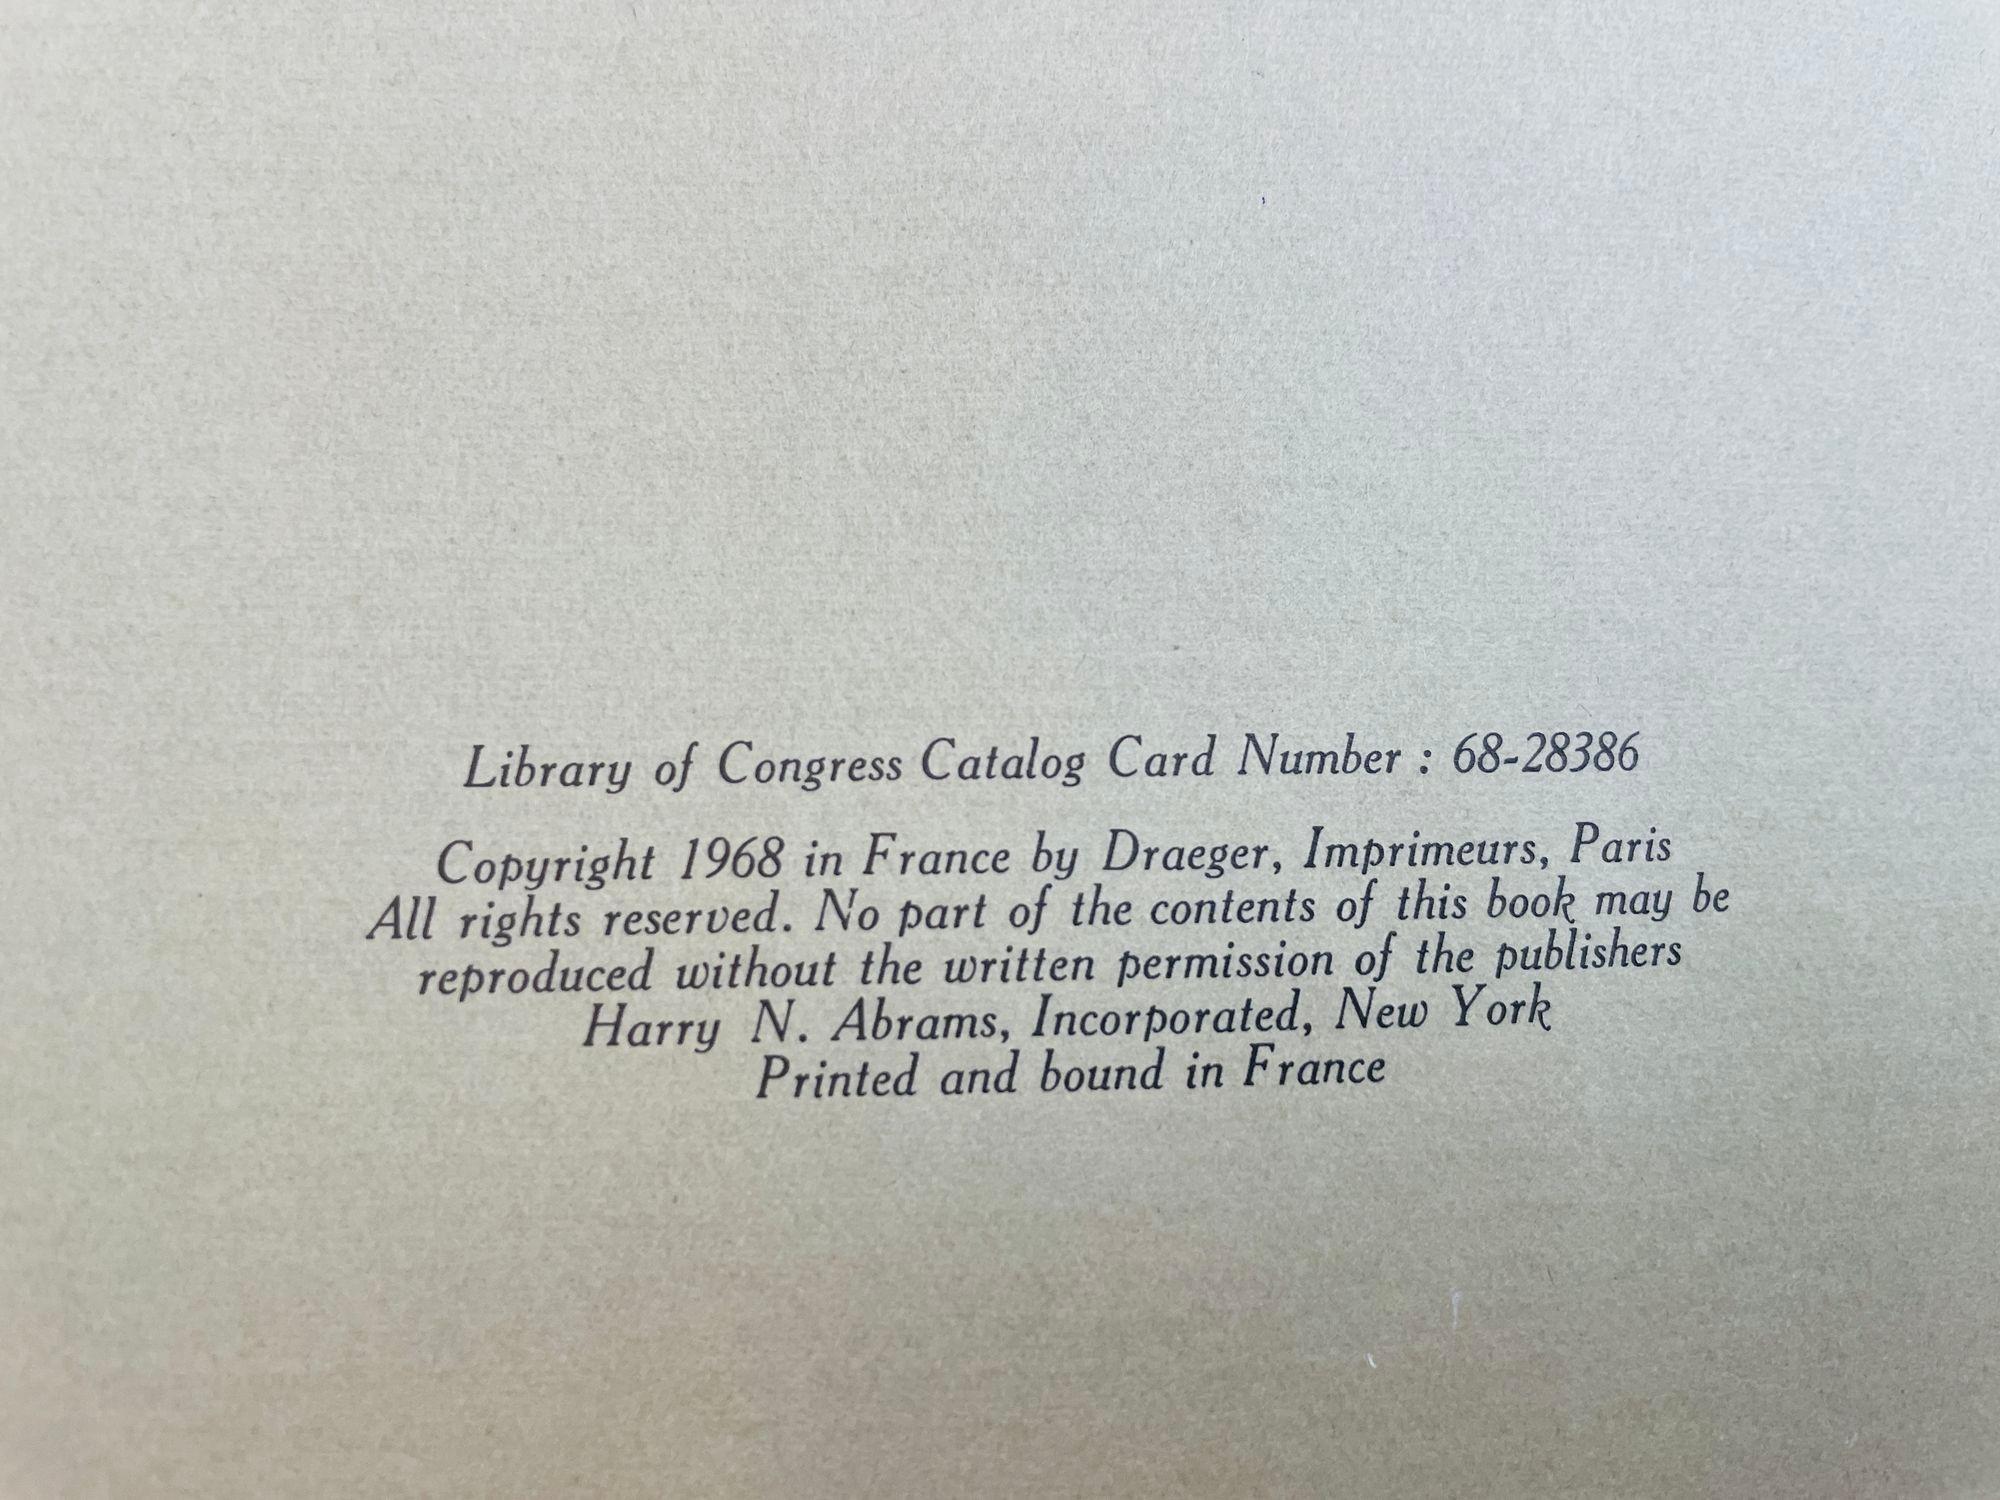 Library of Congress Catalog Card Number : 68-28386
Copyright 1968 in France by Draeger, Imprimeurs, Paris
All rights reserved. No part of the contents of this book may be
reproduced without the written permission of the publishers
Harry N. Abrams, Incorporated, New York
Printed and bound in France